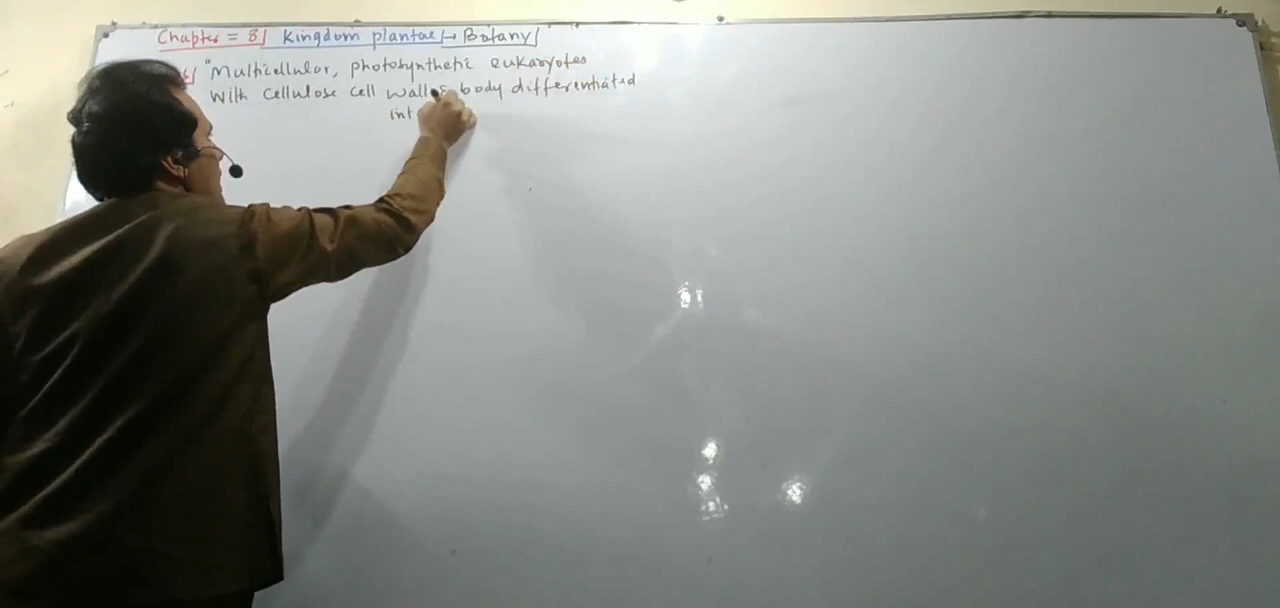 Chapter = 8/ Kingdom plantae/→ Botany/
"Multicellular, photosynthetic eukaryotes
With cellulose cell walls, body differentiated
int